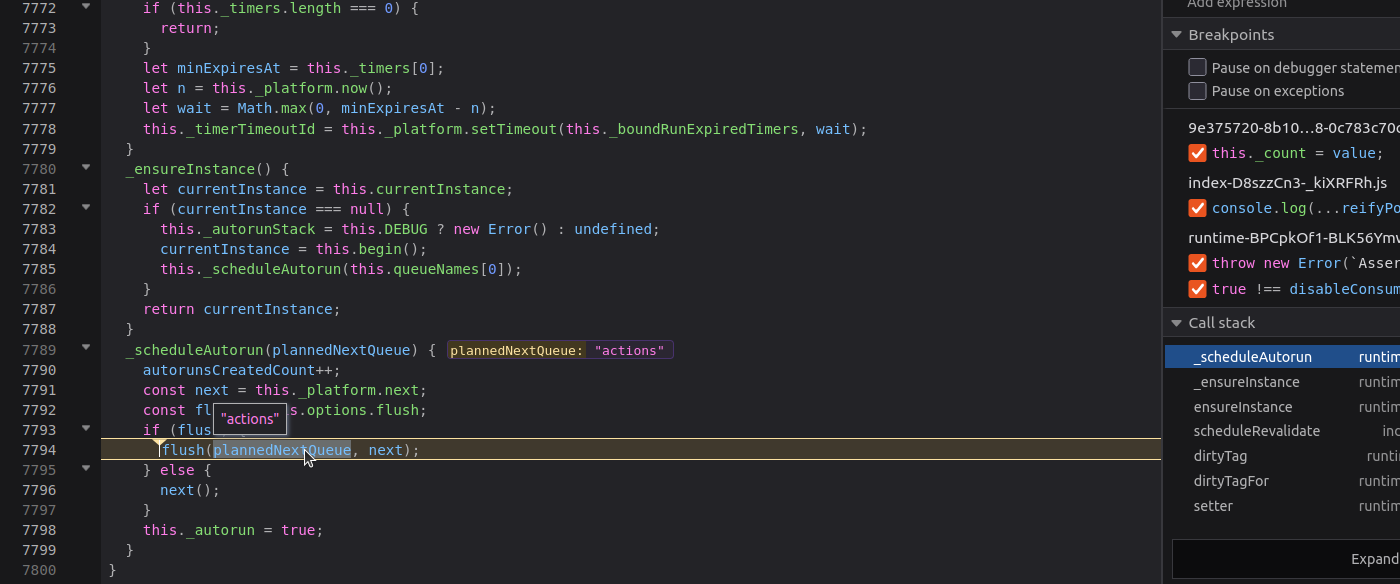 7772 if (this._timers.length === 0) {
7773 return;
7774 }
7775 let minExpiresAt = this._timers[0];
7776 let n = this._platform.now();
7777 let wait = Math.max(0, minExpiresAt - n);
7778 this._timerTimeoutId = this._platform.setTimeout(this._boundRunExpiredTimers, wait);
7779 }
7780 _ensureInstance() {
7781 let currentInstance = this.currentInstance;
7782 if (currentInstance === null) {
7783 this._autorunStack = this.DEBUG ? new Error() : undefined;
7784 currentInstance = this.begin();
7785 this._scheduleAutorun(this.queueNames[0]);
7786 }
7787 return currentInstance;
7788 }
7789 _scheduleAutorun(plannedNextQueue) { plannedNextQueue: "actions"
7790 autorunsCreatedCount++;
7791 const next = this._platform.next;
7792 const fl s.options.flush;
"actions"
7793 if (flus
7794 flush(plannedNextQueue, next);
7795 } else {
7796 next();
7797 }
7798 this._autorun = true;
7799 }
7800 }
Add expression
Breakpoints
Pause on debugger statemen
Pause on exceptions
9e375720-8b10...8-0c783c70
this._count = value;
index-D8szzCn3-_kiXRFRh.js
console.log(...reifyPo
runtime-BPCpkOf1-BLK56Ymv
throw new Error(`Asser
true !== disableConsum
Call stack
_scheduleAutorun runtim
_ensureInstance runtim
ensureInstance runtim
scheduleRevalidate inc
dirtyTag runti
dirtyTagFor runtim
setter runtim
Expand